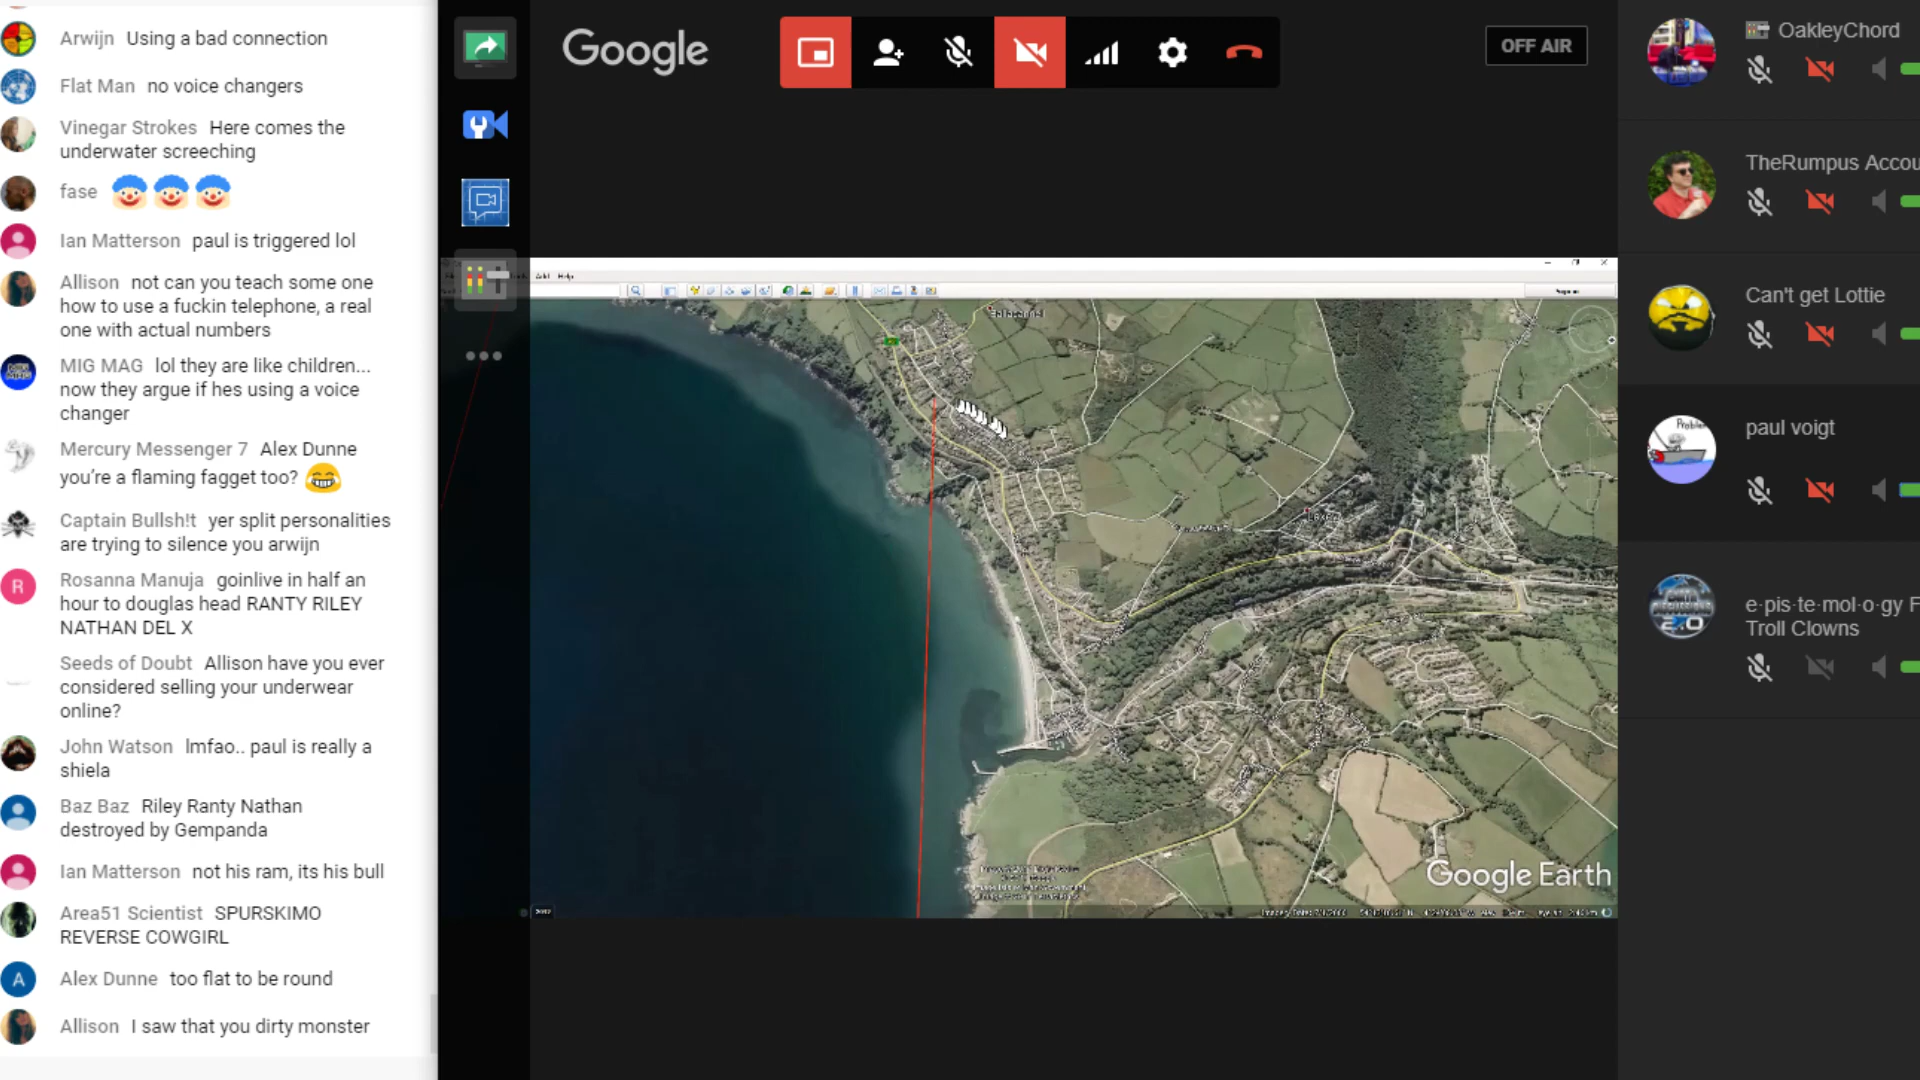 Arwijn Using a bad connection
Flat Man no voice changers
Vinegar Strokes Here comes the
underwater screeching
fase
Ian Matterson paul is triggered lol
Allison not can you teach some one
how to use a fuckin telephone, a real
one with actual numbers
MIG MAG lol they are like children...
now they argue if hes using a voice
changer
Mercury Messenger 7 Alex Dunne
you're a flaming fagget too?
Captain Bullsh!t yer split personalities
are trying to silence you arwijn
R Rosanna Manuja goinlive in half an
hour to douglas head RANTY RILEY
NATHAN DEL X
Seeds of Doubt Allison have you ever
considered selling your underwear
online?
John Watson lmfao.. paul is really a
shiela
Baz Baz Riley Ranty Nathan
destroyed by Gempanda
Ian Matterson not his ram, its his bull
Area51 Scientist SPURSKIMO
REVERSE COWGIRL
A Alex Dunne too flat to be round
Allison I saw that you dirty monster
Google
OFF AIR
Add Help
Google Earth
OakleyChord
TheRumpus Accou
Can't get Lottie
Problem
paul voigt
e·pis·te·mol·o·gy F
Troll Clowns